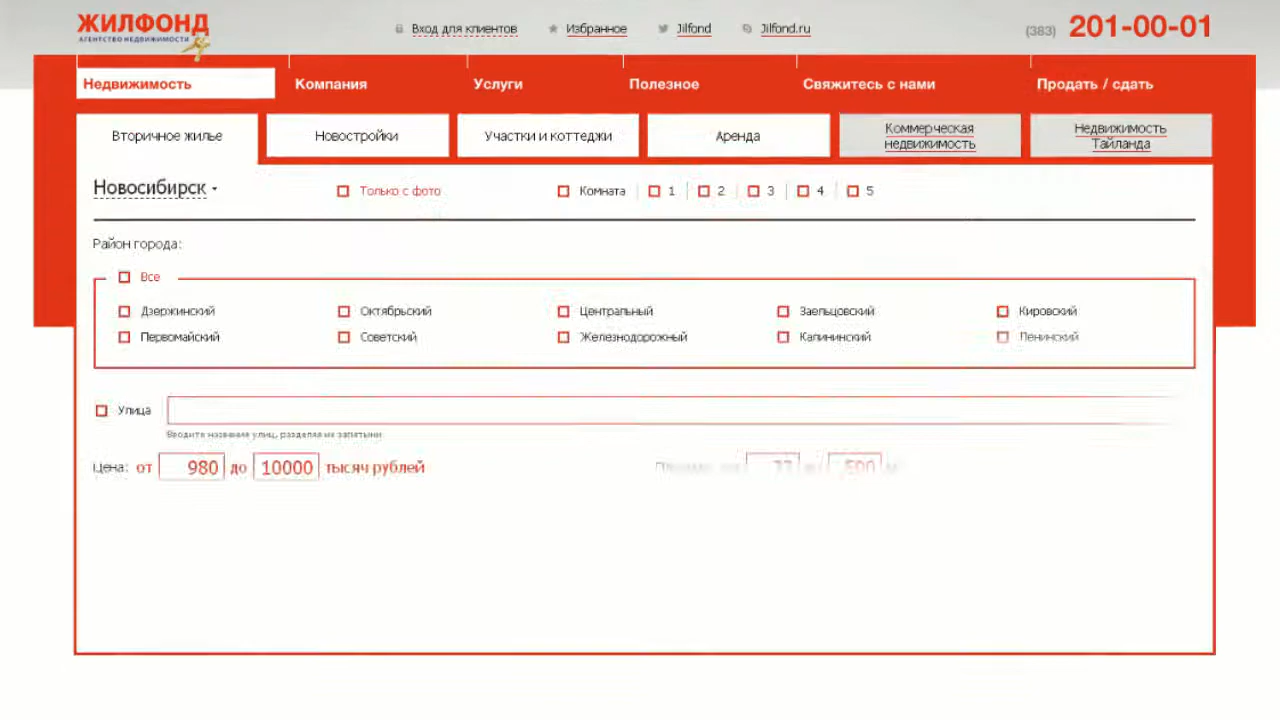 ЖИЛФОНД
АГЕНТСТВО НЕДВИЖИМОСТИ
Вход для клиентов Избранное Jilfond Jilfond.ru
(383) 201-00-01
Недвижимость Компания Услуги Полезное Свяжитесь с нами Продать / сдать
Вторичное жилье Новостройки Участки и коттеджи Аренда
Коммерческая
недвижимость
Недвижимость
Тайланда
Новосибирск Только с фото Комната 1 2 3 4 5
Район города:
Все
Дзержинский Октябрьский Центральный Заельцовский Кировский
Первомайский Советский Железнодорожный Калининский Ленинский
Улица
Вводите название улиц, разделяя их запятыми
Цена: от 980 до 10000 тысяч рублей 500